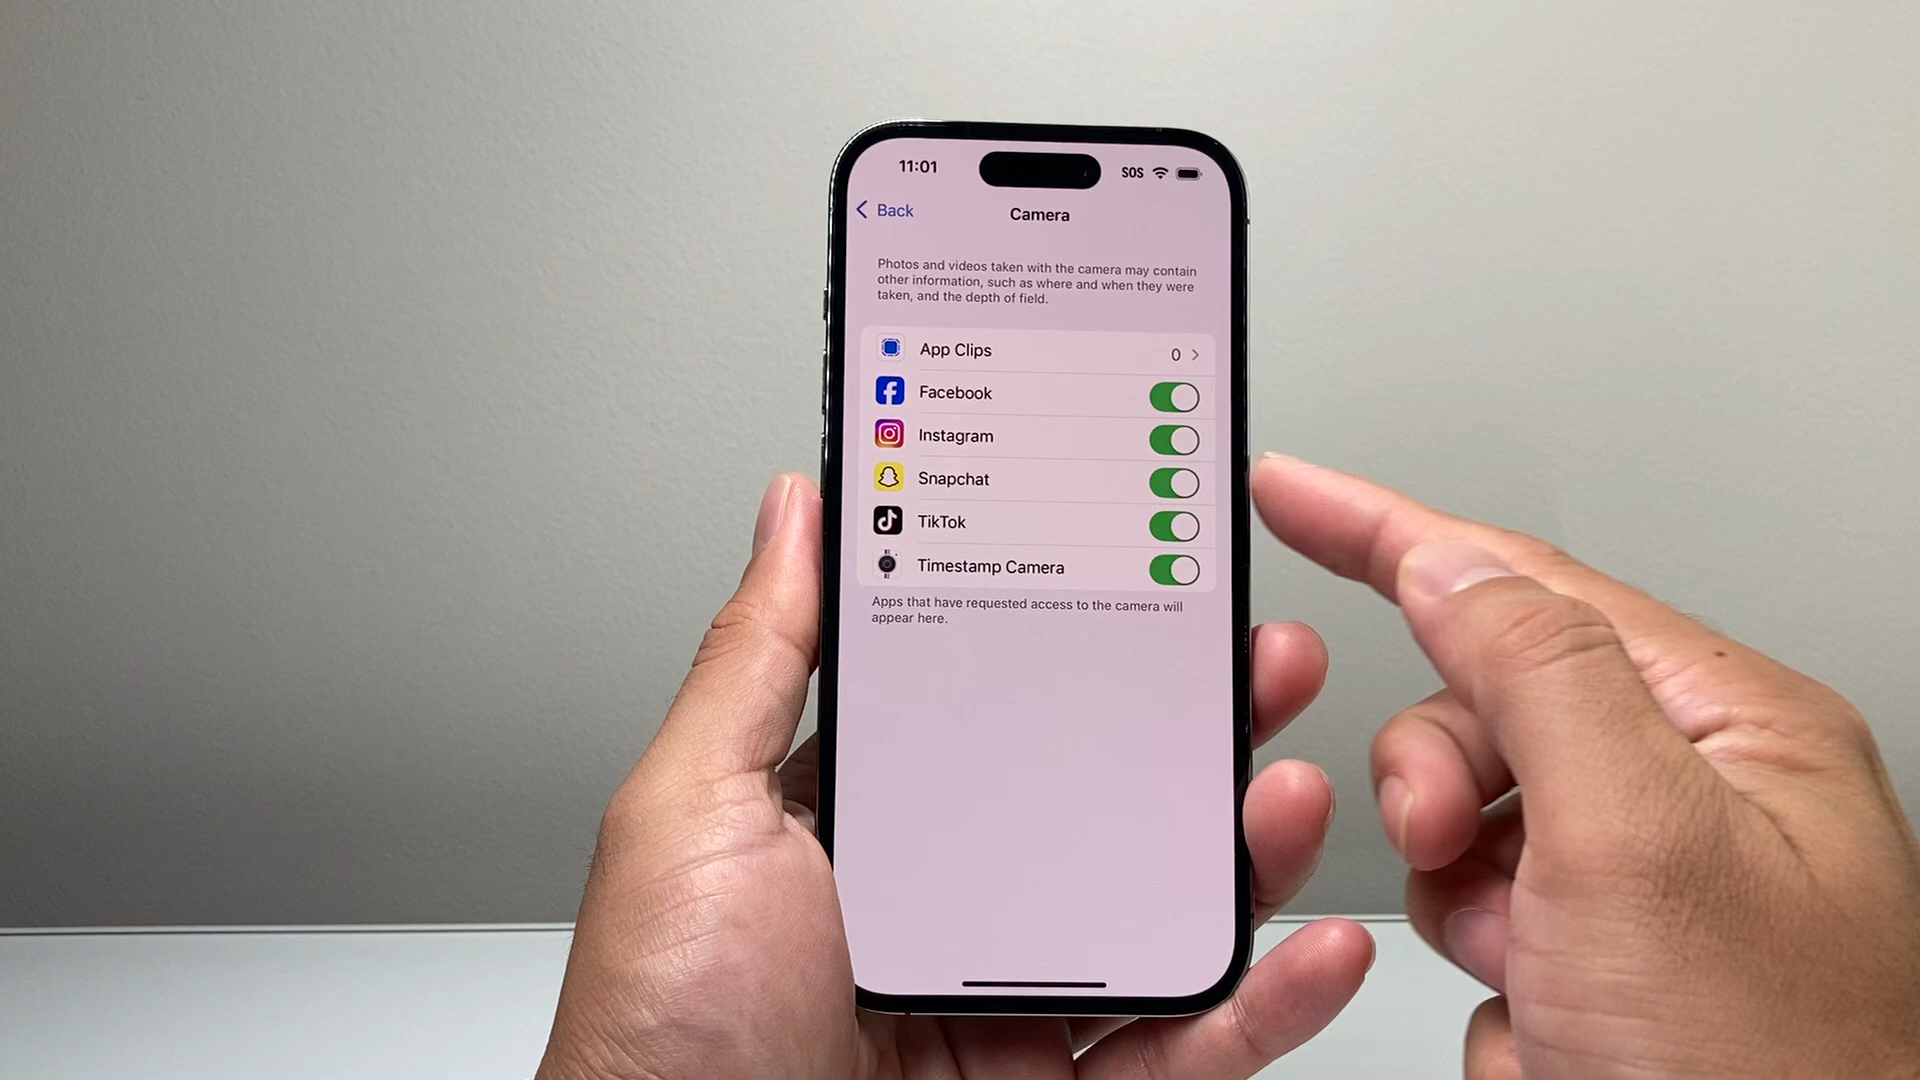 11:01
SOS
Back
Camera
Photos and videos taken with the camera may contain
other information, such as where and when they were
taken, and the depth of field.
App Clips 0
Facebook
Instagram
Snapchat
TikTok
Timestamp Camera
Apps that have requested access to the camera will
appear here.